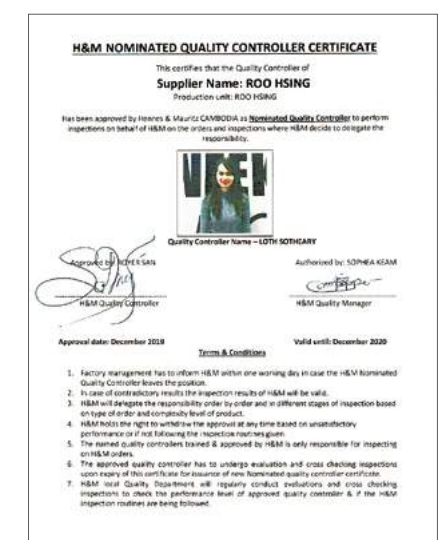 H&M NOMINATED QUALITY CONTROLLER CERTIFICATE
This certifies that the Quality Controller of
Supplier Name: ROO HSING
Production unit: ROO HSING
Has been approved by Hennes & Mauritz CAMBODIA as Nominated Quality Controller to perform
inspections on behalf of H&M on the orders and inspections where H&M decide to delegate the
responsibility.
Quality Controller Name – LOTH SOTHEARY
Approved by: SAN
Authorized by: SOPHEA KEAM
H&M Quality Controller
H&M Quality Manager
Approval date: December 2019
Valid until: December 2020
Terms & Conditions
1. Factory management has to inform H&M within one working day in case the H&M Nominated
Quality Controller leaves the position.
2. In case of contradictory results the inspection results of H&M will be valid.
3. H&M will delegate the responsibility order by order and in different stages of inspection based
on type of order and complexity level of product.
4. H&M holds the right to withdraw the approval at any time based on unsatisfactory
performance or if not following the inspection routines given.
5. The named quality controllers trained & approved by H&M is only responsible for inspecting
on H&M orders.
6. The approved quality controller has to undergo evaluation and cross checking inspections
upon expiry of this certificate for issuance of new Nominated quality controller certificate.
7. H&M local Quality Department will regularly conduct evaluations and cross checking
inspections to check the performance level of approved quality controller & if the H&M
inspection routines are being followed.